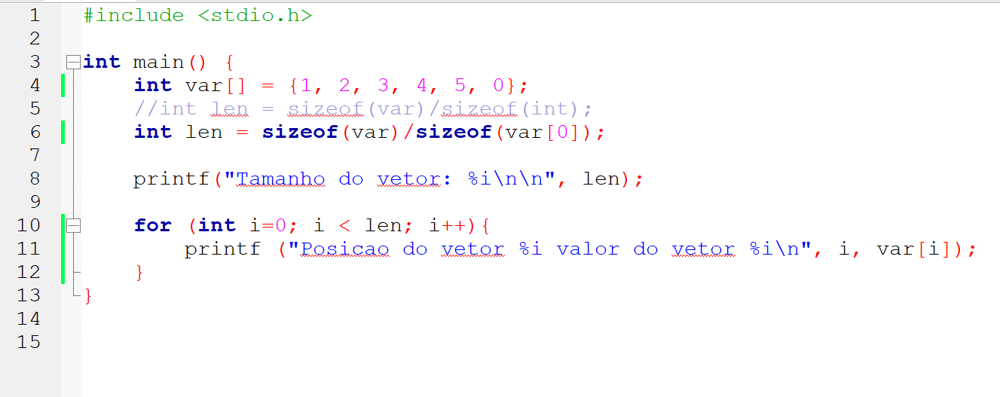 1 #include <stdio.h>
2
3 int main() {
4 int var[] = {1, 2, 3, 4, 5, 0};
5 //int len = sizeof(var)/sizeof(int);
6 int len = sizeof(var)/sizeof(var[0]);
7
8 printf("Tamanho do vetor: %i\n\n", len);
9
10 for (int i=0; i < len; i++){
11 printf ("Posicao do vetor %i valor do vetor %i\n", i, var[i]);
12 }
13 }
14
15